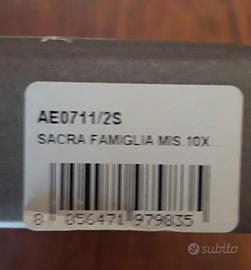 AE0711/2S
SACRA FAMIGLIA MIS.10X...
8 056471 979835
subito